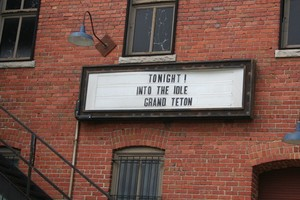 TONIGHT!
INTO THE IDLE
GRAND TETON